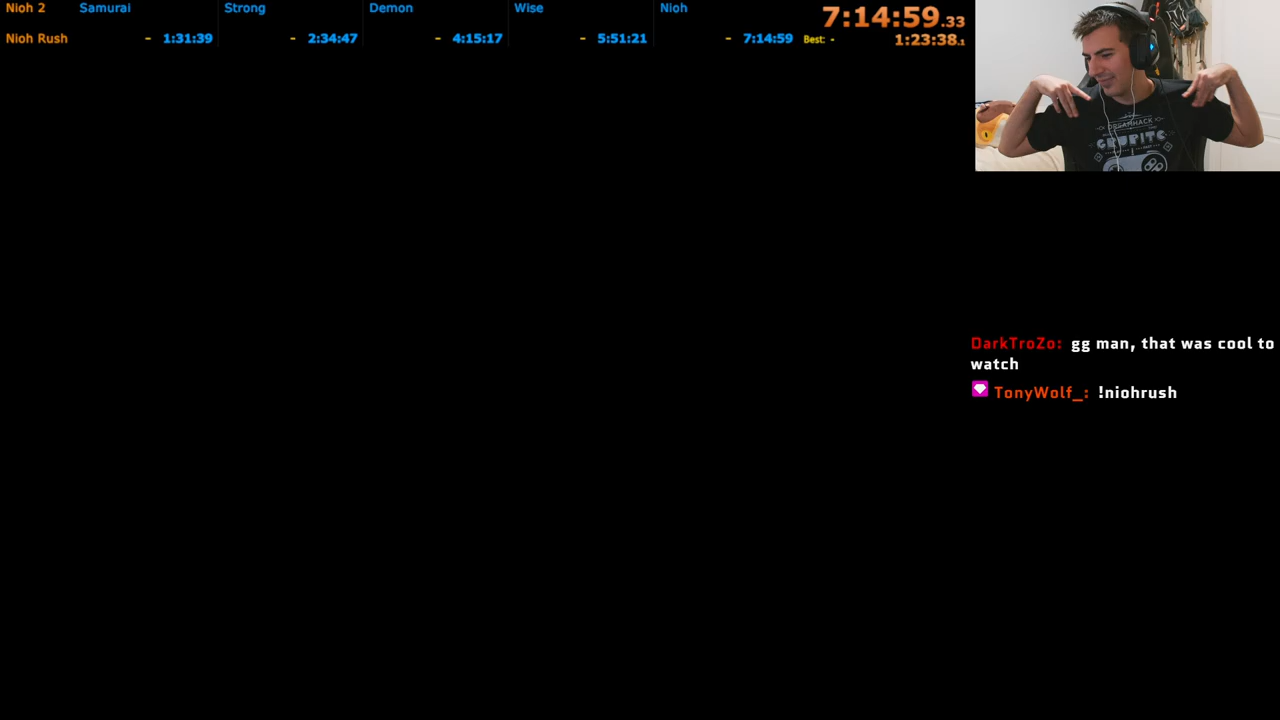 Nioh 2 Samurai Strong Demon Wise Nioh 7:14:59.33
Nioh Rush - 1:31:39 - 2:34:47 - 4:15:17 - 5:51:21 - 7:14:59 Best: - 1:23:38.1
DREAMHACK
DarkTroZo: gg man, that was cool to
watch
TonyWolf_: !niohrush